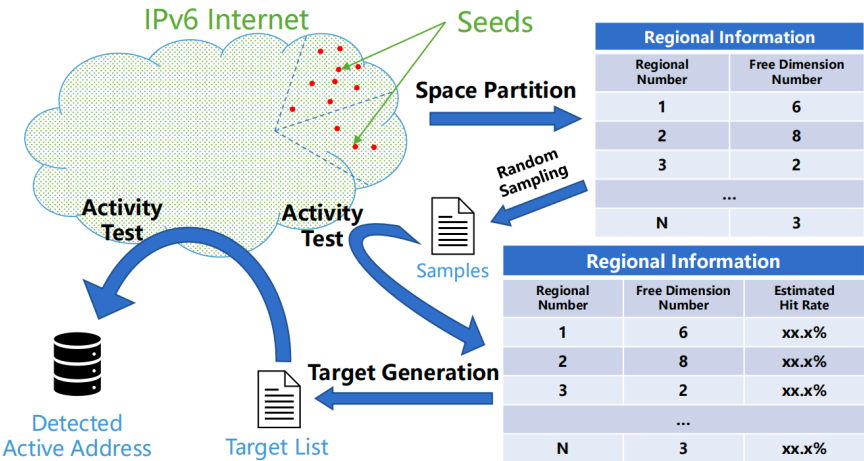 IPv6 Internet
Seeds
Space Partition
Regional Information
Regional Number
Free Dimension Number
1 6
2 8
3 2
...
N 3
Random
Sampling
Samples
Activity
Test
Activity
Test
Regional Information
Regional Number
Free Dimension Number
Estimated Hit Rate
1 6 xx.x%
2 8 xx.x%
3 2 xx.x%
...
N 3 xx.x%
Target Generation
Target List
Detected
Active Address